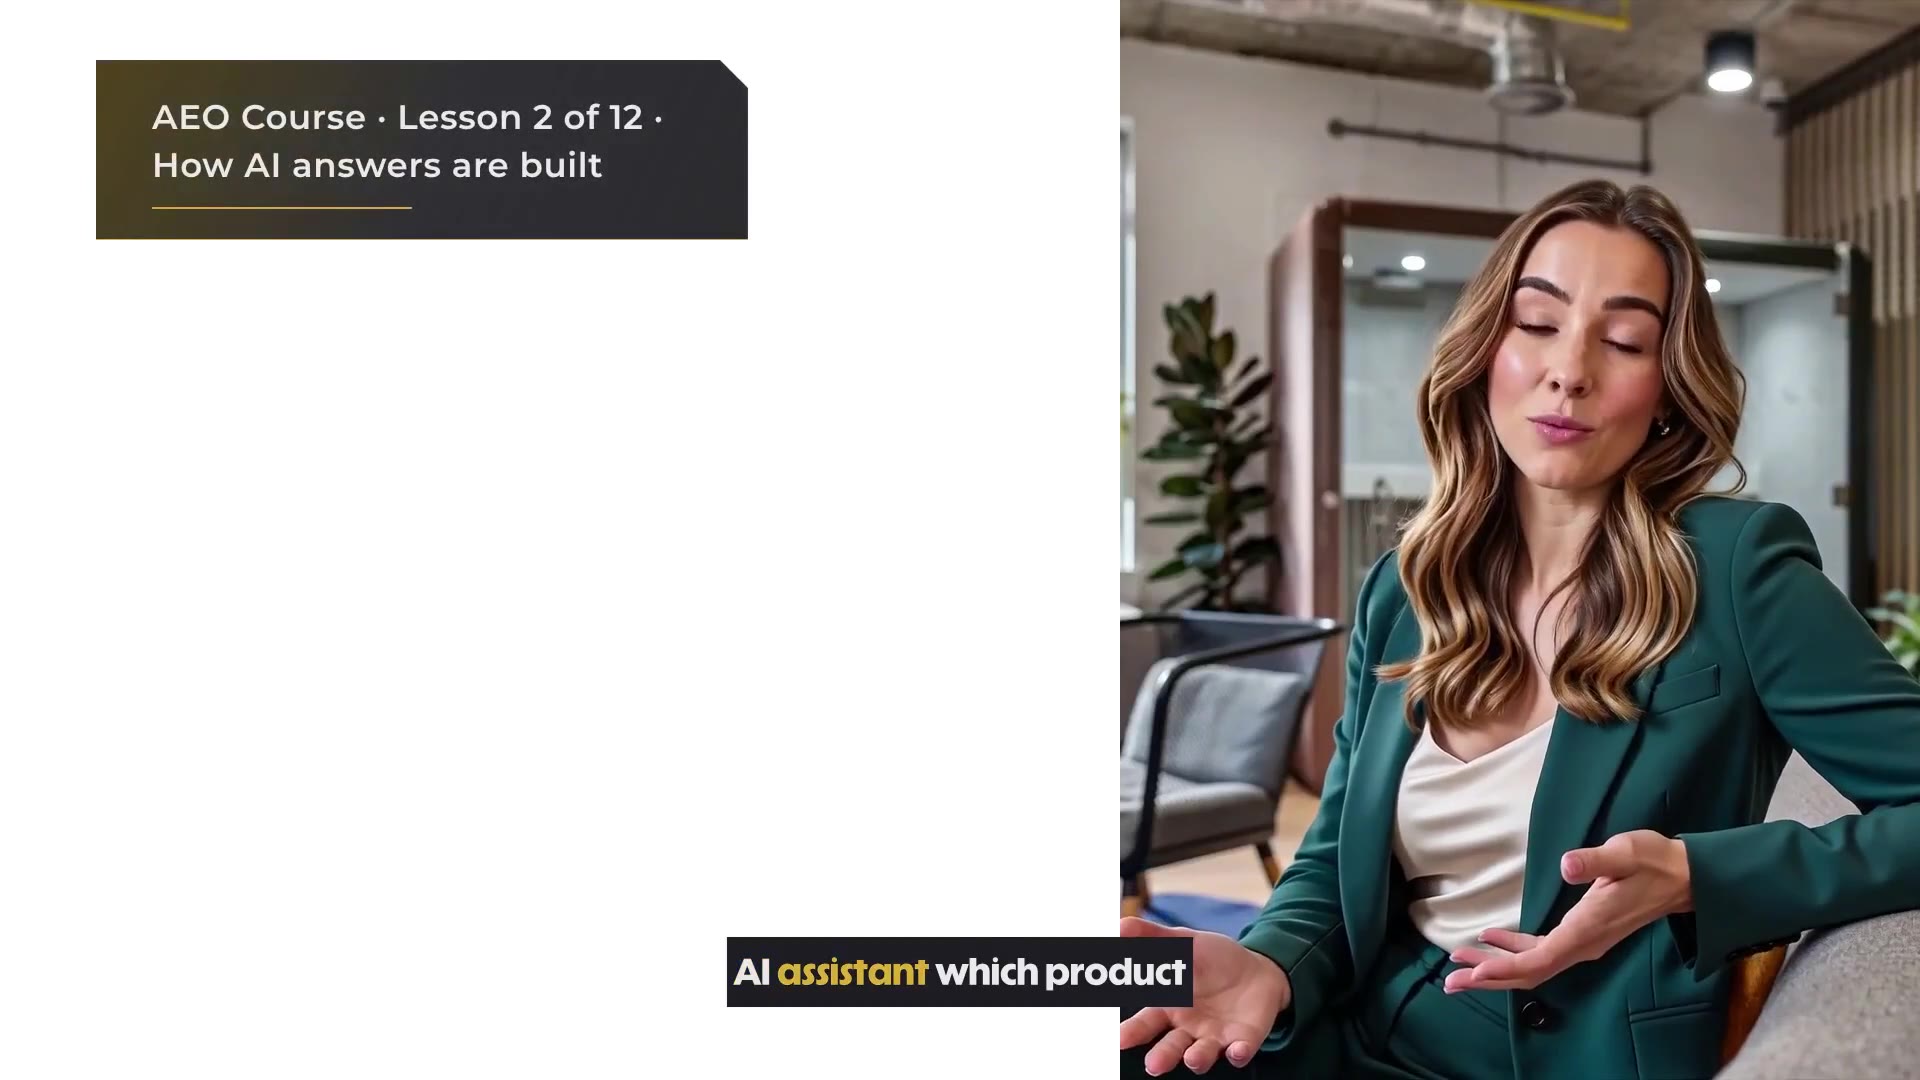 AEO Course · Lesson 2 of 12 ·
How AI answers are built
AI assistant which product